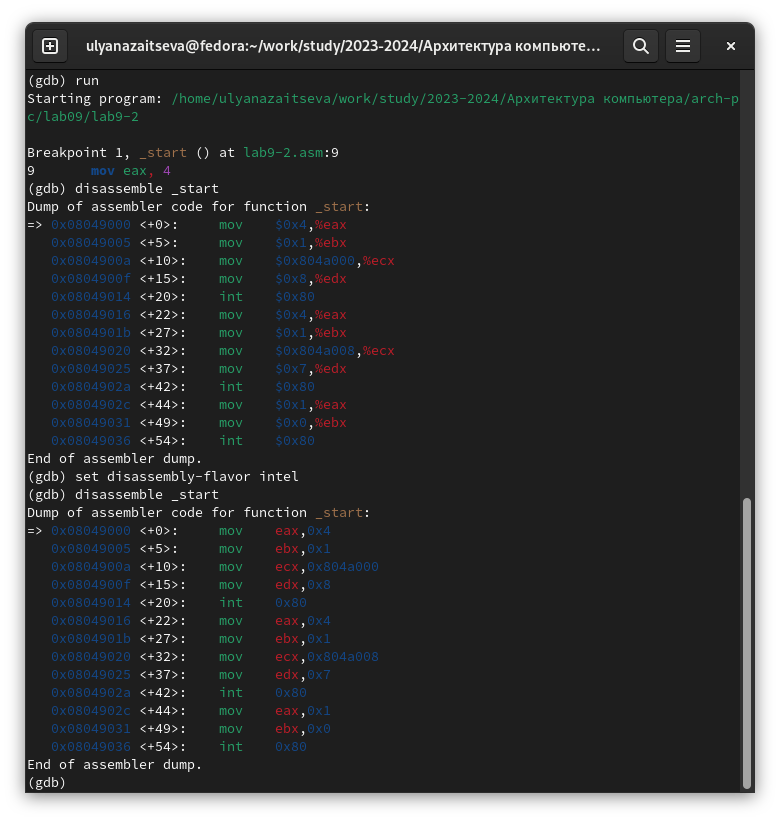 ulyanazaitseva@fedora:~/work/study/2023-2024/Архитектура компьюте...
(gdb) run
Starting program: /home/ulyanazaitseva/work/study/2023-2024/Архитектура компьютера/arch-p
c/lab09/lab9-2
Breakpoint 1, _start () at lab9-2.asm:9
9       mov eax, 4
(gdb) disassemble _start
Dump of assembler code for function _start:
=> 0x08049000 <+0>:     mov    $0x4,%eax
   0x08049005 <+5>:     mov    $0x1,%ebx
   0x0804900a <+10>:    mov    $0x804a000,%ecx
   0x0804900f <+15>:    mov    $0x8,%edx
   0x08049014 <+20>:    int    $0x80
   0x08049016 <+22>:    mov    $0x4,%eax
   0x0804901b <+27>:    mov    $0x1,%ebx
   0x08049020 <+32>:    mov    $0x804a008,%ecx
   0x08049025 <+37>:    mov    $0x7,%edx
   0x0804902a <+42>:    int    $0x80
   0x0804902c <+44>:    mov    $0x1,%eax
   0x08049031 <+49>:    mov    $0x0,%ebx
   0x08049036 <+54>:    int    $0x80
End of assembler dump.
(gdb) set disassembly-flavor intel
(gdb) disassemble _start
Dump of assembler code for function _start:
=> 0x08049000 <+0>:     mov    eax,0x4
   0x08049005 <+5>:     mov    ebx,0x1
   0x0804900a <+10>:    mov    ecx,0x804a000
   0x0804900f <+15>:    mov    edx,0x8
   0x08049014 <+20>:    int    0x80
   0x08049016 <+22>:    mov    eax,0x4
   0x0804901b <+27>:    mov    ebx,0x1
   0x08049020 <+32>:    mov    ecx,0x804a008
   0x08049025 <+37>:    mov    edx,0x7
   0x0804902a <+42>:    int    0x80
   0x0804902c <+44>:    mov    eax,0x1
   0x08049031 <+49>:    mov    ebx,0x0
   0x08049036 <+54>:    int    0x80
End of assembler dump.
(gdb)